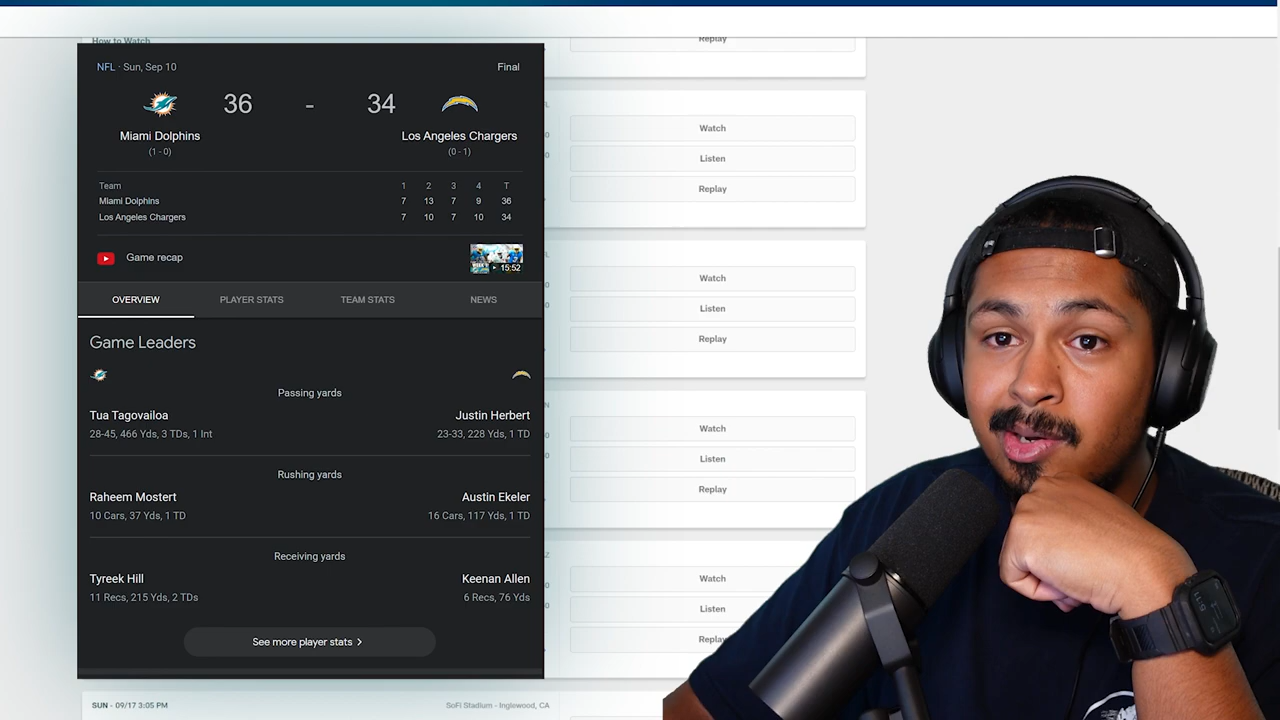 How to Watch
Replay
NFL · Sun, Sep 10
Final
36 - 34
Miami Dolphins
Los Angeles Chargers
(1 - 0)
(0 - 1)
Team 1 2 3 4 T
Miami Dolphins 7 13 7 9 36
Los Angeles Chargers 7 10 7 10 34
Game recap
15:52
OVERVIEW PLAYER STATS TEAM STATS NEWS
Game Leaders
Passing yards
Tua Tagovailoa Justin Herbert
28-45, 466 Yds, 3 TDs, 1 Int 23-33, 228 Yds, 1 TD
Rushing yards
Raheem Mostert Austin Ekeler
10 Cars, 37 Yds, 1 TD 16 Cars, 117 Yds, 1 TD
Receiving yards
Tyreek Hill Keenan Allen
11 Recs, 215 Yds, 2 TDs 6 Recs, 76 Yds
See more player stats
Watch
Listen
Replay
Watch
Listen
Replay
Watch
Listen
Replay
Watch
Listen
Replay
SUN - 09/17 3:05 PM
SoFi Stadium - Inglewood, CA